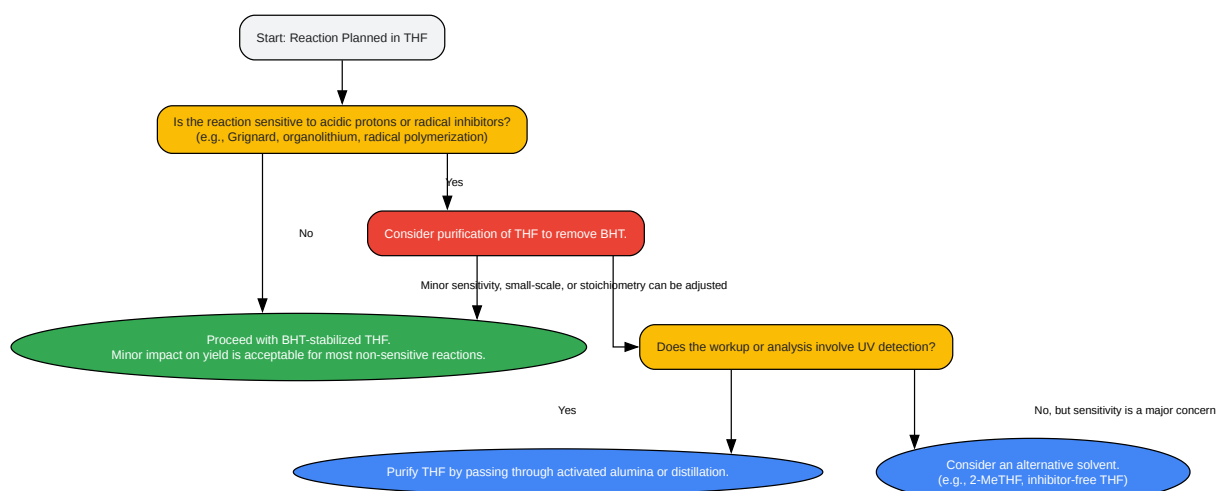 Start: Reaction Planned in THF
Is the reaction sensitive to acidic protons or radical inhibitors?
(e.g., Grignard, organolithium, radical polymerization)
Yes
No
Consider purification of THF to remove BHT.
Minor sensitivity, small-scale, or stoichiometry can be adjusted
Proceed with BHT-stabilized THF.
Minor impact on yield is acceptable for most non-sensitive reactions.
Does the workup or analysis involve UV detection?
Yes
No, but sensitivity is a major concern
Purify THF by passing through activated alumina or distillation.
Consider an alternative solvent.
(e.g., 2-MeTHF, inhibitor-free THF)